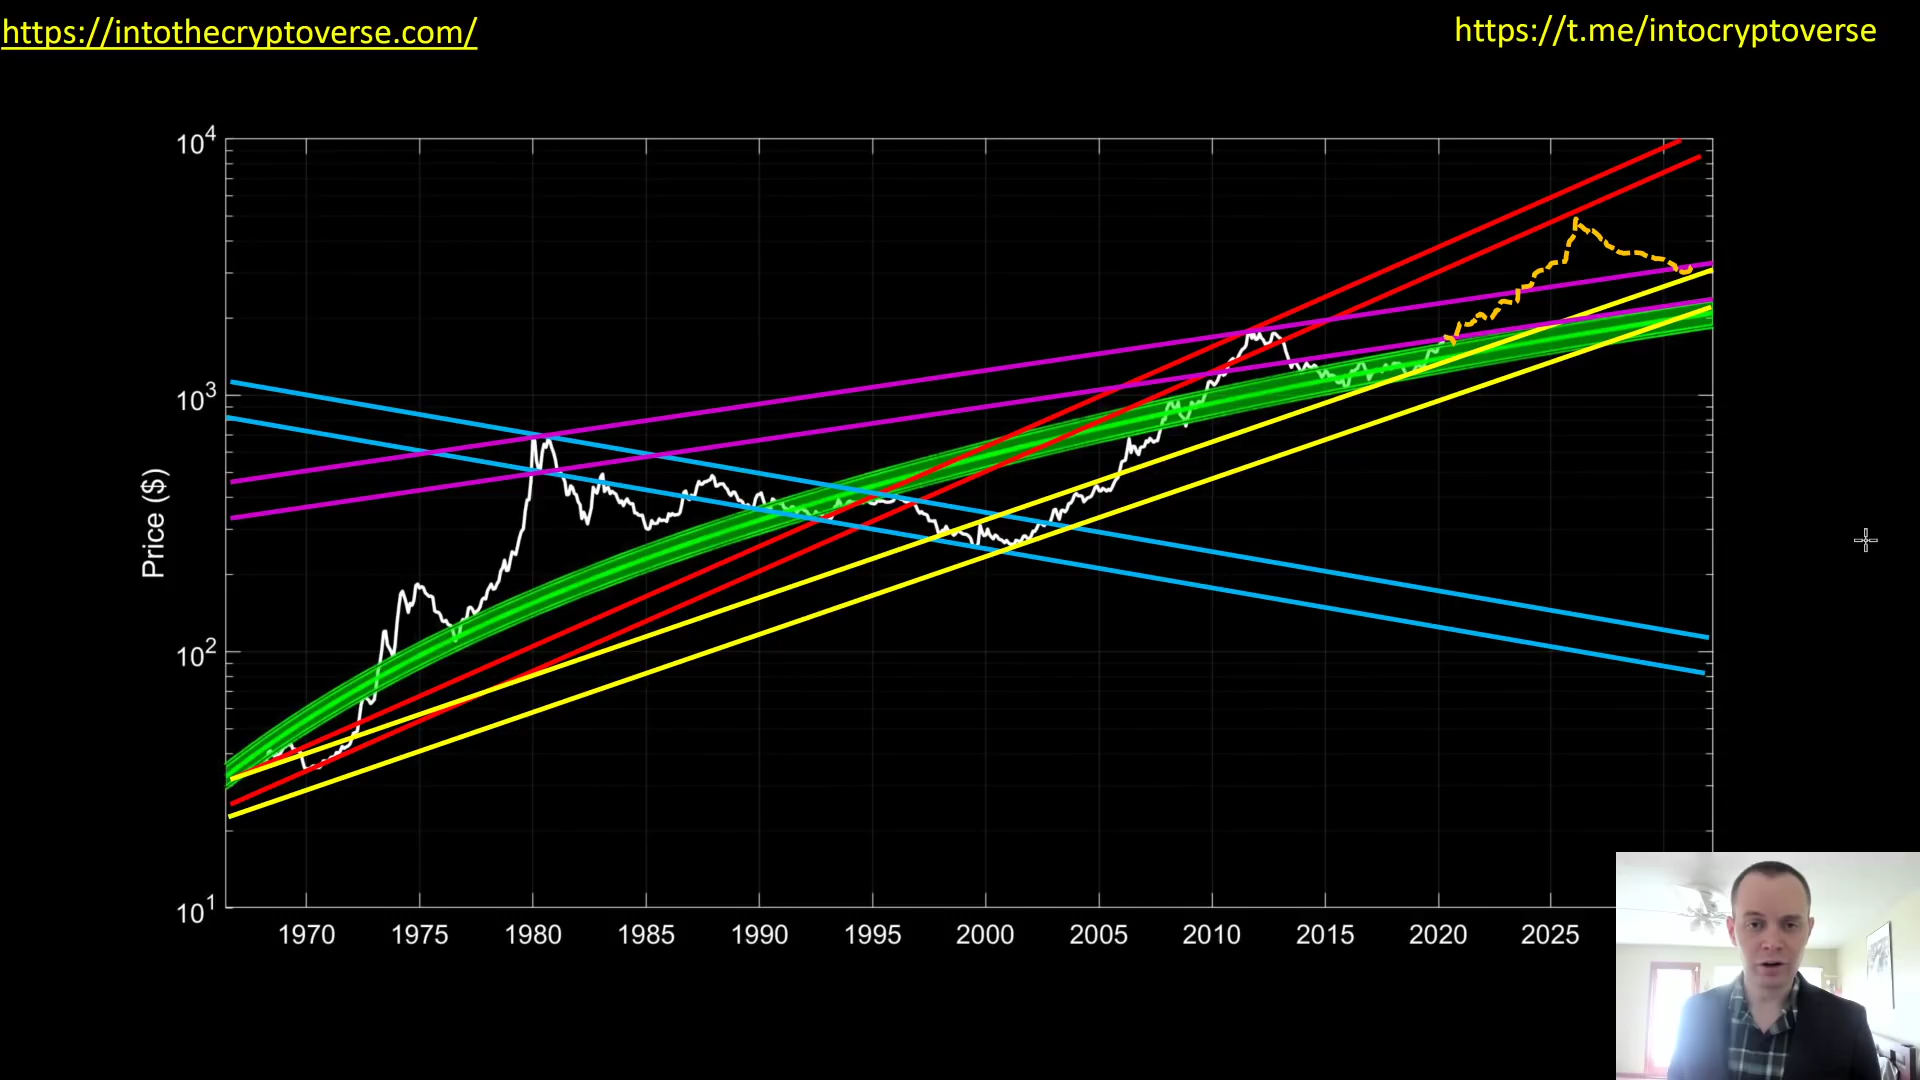 https://intothecryptoverse.com/
https://t.me/intocryptoverse
10^4
10^3
10^2
10^1
Price ($)
1970 1975 1980 1985 1990 1995 2000 2005 2010 2015 2020 2025